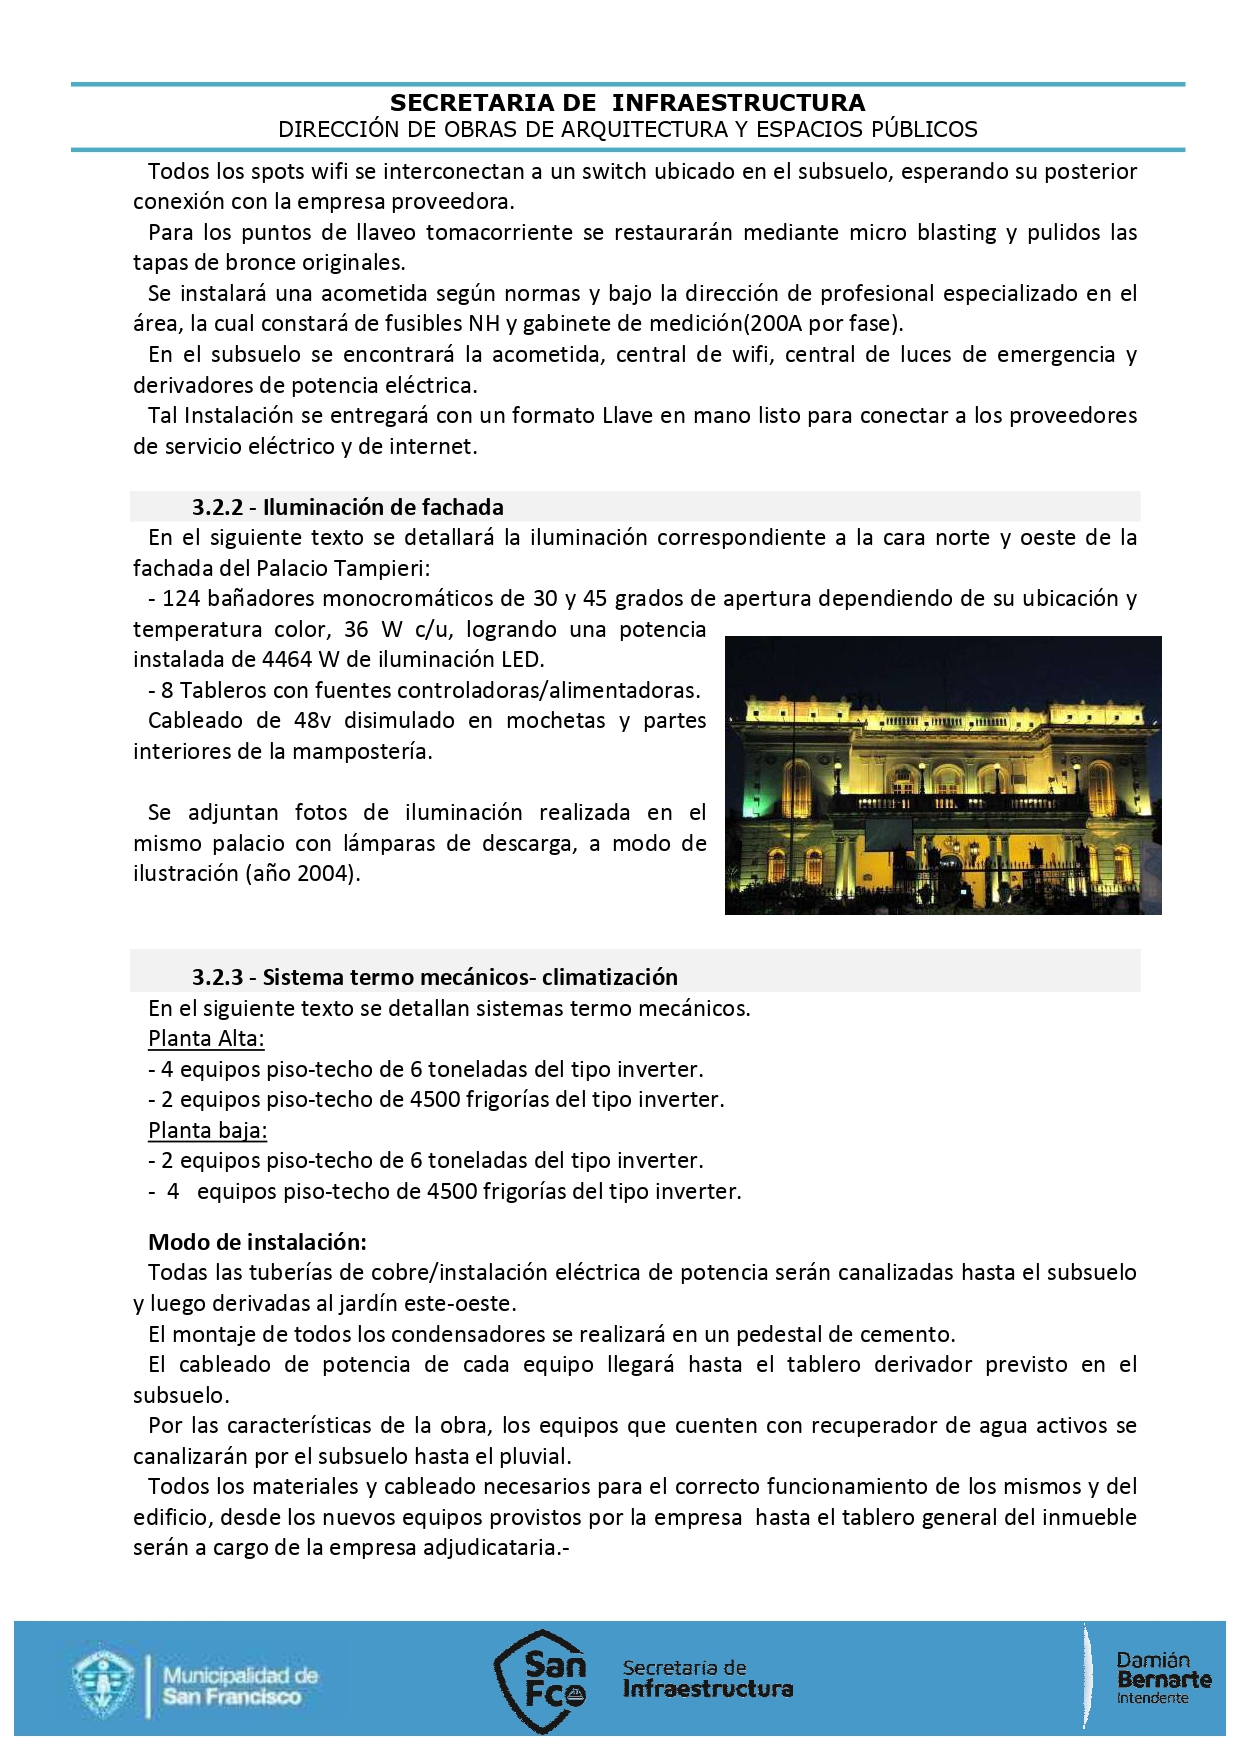 SECRETARIA DE  INFRAESTRUCTURA
DIRECCIÓN DE OBRAS DE ARQUITECTURA Y ESPACIOS PÚBLICOS
Todos los spots wifi se interconectan a un switch ubicado en el subsuelo, esperando su posterior
conexión con la empresa proveedora.
Para los puntos de llaveo tomacorriente se restaurarán mediante micro blasting y pulidos las
tapas de bronce originales.
Se instalará una acometida según normas y bajo la dirección de profesional especializado en el
área, la cual constará de fusibles NH y gabinete de medición(200A por fase).
En el subsuelo se encontrará la acometida, central de wifi, central de luces de emergencia y
derivadores de potencia eléctrica.
Tal Instalación se entregará con un formato Llave en mano listo para conectar a los proveedores
de servicio eléctrico y de internet.
3.2.2 - Iluminación de fachada
En el siguiente texto se detallará la iluminación correspondiente a la cara norte y oeste de la
fachada del Palacio Tampieri:
- 124 bañadores monocromáticos de 30 y 45 grados de apertura dependiendo de su ubicación y
temperatura color, 36 W c/u, logrando una potencia
instalada de 4464 W de iluminación LED.
- 8 Tableros con fuentes controladoras/alimentadoras.
Cableado de 48v disimulado en mochetas y partes
interiores de la mampostería.
Se adjuntan fotos de iluminación realizada en el
mismo palacio con lámparas de descarga, a modo de
ilustración (año 2004).
3.2.3 - Sistema termo mecánicos- climatización
En el siguiente texto se detallan sistemas termo mecánicos.
Planta Alta:
- 4 equipos piso-techo de 6 toneladas del tipo inverter.
- 2 equipos piso-techo de 4500 frigorías del tipo inverter.
Planta baja:
- 2 equipos piso-techo de 6 toneladas del tipo inverter.
-  4   equipos piso-techo de 4500 frigorías del tipo inverter.
Modo de instalación:
Todas las tuberías de cobre/instalación eléctrica de potencia serán canalizadas hasta el subsuelo
y luego derivadas al jardín este-oeste.
El montaje de todos los condensadores se realizará en un pedestal de cemento.
El cableado de potencia de cada equipo llegará hasta el tablero derivador previsto en el
subsuelo.
Por las características de la obra, los equipos que cuenten con recuperador de agua activos se
canalizarán por el subsuelo hasta el pluvial.
Todos los materiales y cableado necesarios para el correcto funcionamiento de los mismos y del
edificio, desde los nuevos equipos provistos por la empresa  hasta el tablero general del inmueble
serán a cargo de la empresa adjudicataria.-
Municipalidad de
San Francisco
San
Fco
Secretaría de
Infraestructura
Damián
Bernarte
Intendente